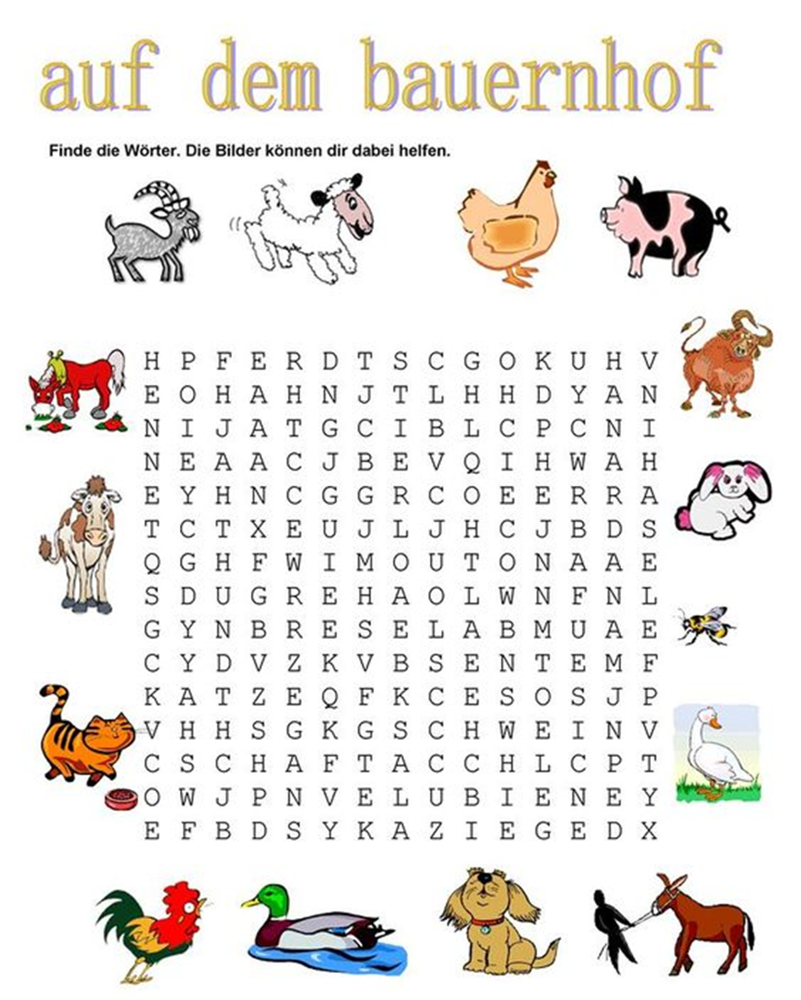 auf dem bauernhof
Finde die Wörter. Die Bilder können dir dabei helfen.
H P F E R D T S C G O K U H V
E O H A H N J T L H H D Y A N
N I J A T G C I B L C P C N I
N E A A C J B E V Q I H W A H
E Y H N C G G R C O E E R R A
T C T X E U J L J H C J B D S
Q G H F W I M O U T O N A A E
S D U G R E H A O L W N F N L
G Y N B R E S E L A B M U A E
C Y D V Z K V B S E N T E M F
K A T Z E Q F K C E S O S J P
V H H S G K G S C H W E I N V
C S C H A F T A C C H L C P T
O W J P N V E L U B I E N E Y
E F B D S Y K A Z I E G E D X